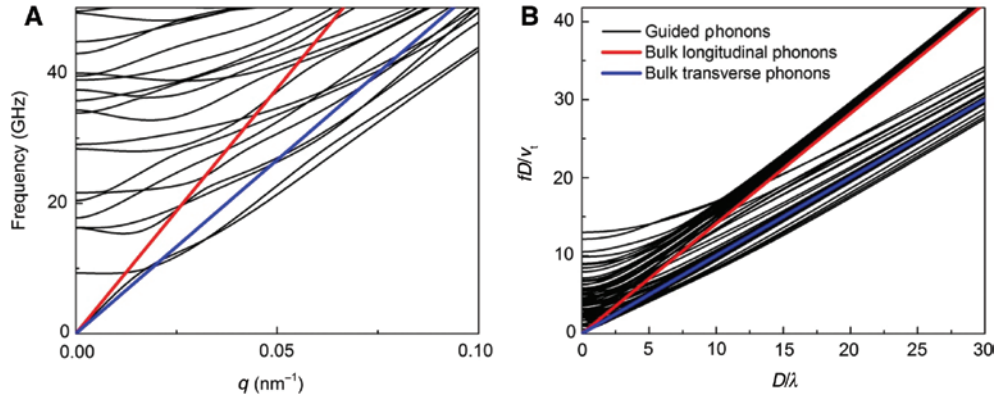 A
Frequency (GHz)
40
20
0
0.00
0.05
0.10
q (nm⁻¹)
B
Guided phonons
Bulk longitudinal phonons
Bulk transverse phonons
fD/vₜ
40
30
20
10
0
0
5
10
15
20
25
30
D/λ